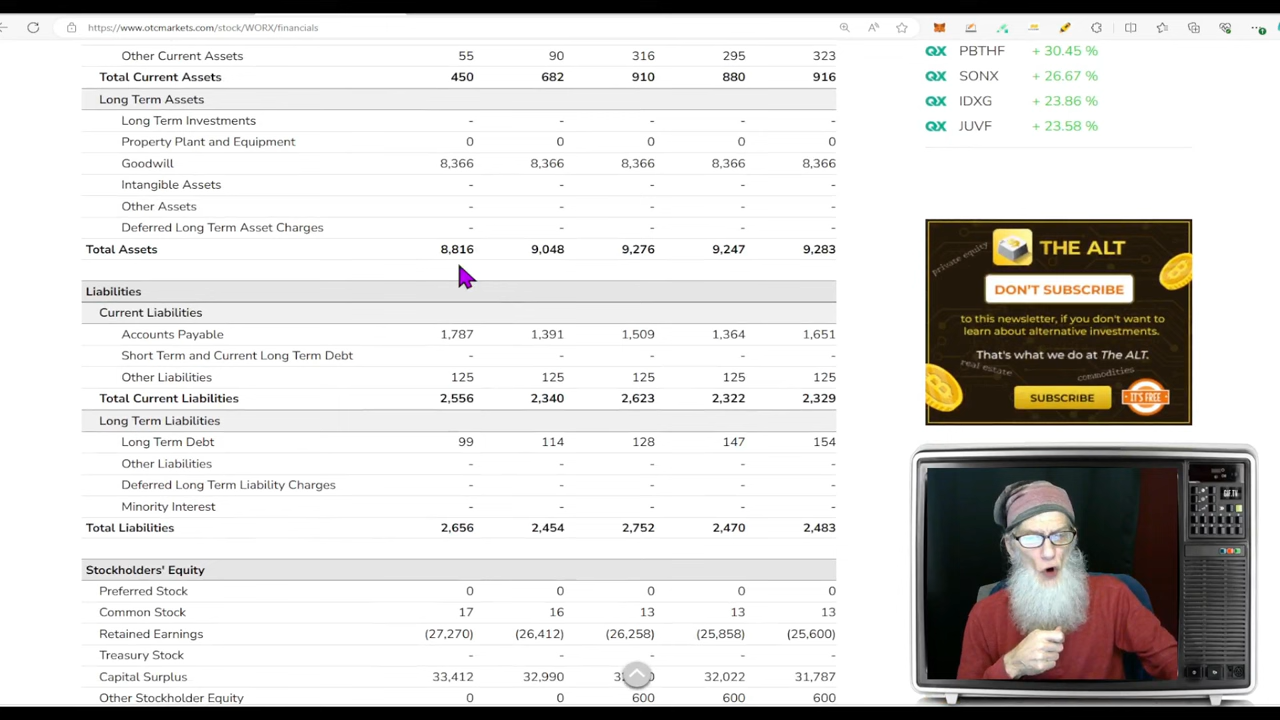 https://www.otcmarkets.com/stock/WORX/financials
Other Current Assets 55 90 316 295 323
Total Current Assets 450 682 910 880 916
Long Term Assets
Long Term Investments - - - - -
Property Plant and Equipment 0 0 0 0 0
Goodwill 8,366 8,366 8,366 8,366 8,366
Intangible Assets - - - - -
Other Assets - - - - -
Deferred Long Term Asset Charges - - - - -
Total Assets 8,816 9,048 9,276 9,247 9,283
Liabilities
Current Liabilities
Accounts Payable 1,787 1,391 1,509 1,364 1,651
Short Term and Current Long Term Debt - - - - -
Other Liabilities 125 125 125 125 125
Total Current Liabilities 2,556 2,340 2,623 2,322 2,329
Long Term Liabilities
Long Term Debt 99 114 128 147 154
Other Liabilities - - - - -
Deferred Long Term Liability Charges - - - - -
Minority Interest - - - - -
Total Liabilities 2,656 2,454 2,752 2,470 2,483
Stockholders' Equity
Preferred Stock 0 0 0 0 0
Common Stock 17 16 13 13 13
Retained Earnings (27,270) (26,258) (25,858) (25,600)
Treasury Stock - - - - -
Capital Surplus 33,412 32,990 32,022 31,787
Other Stockholder Equity 0 0 600 600 600
QX PBTHF + 30.45 %
QX SONX + 26.67 %
QX IDXG + 23.86 %
QX JUVF + 23.58 %
private equity
THE ALT
DON'T SUBSCRIBE
to this newsletter, if you don't want to
learn about alternative investments.
That's what we do at The ALT.
real estate
commodities
SUBSCRIBE
IT'S FREE